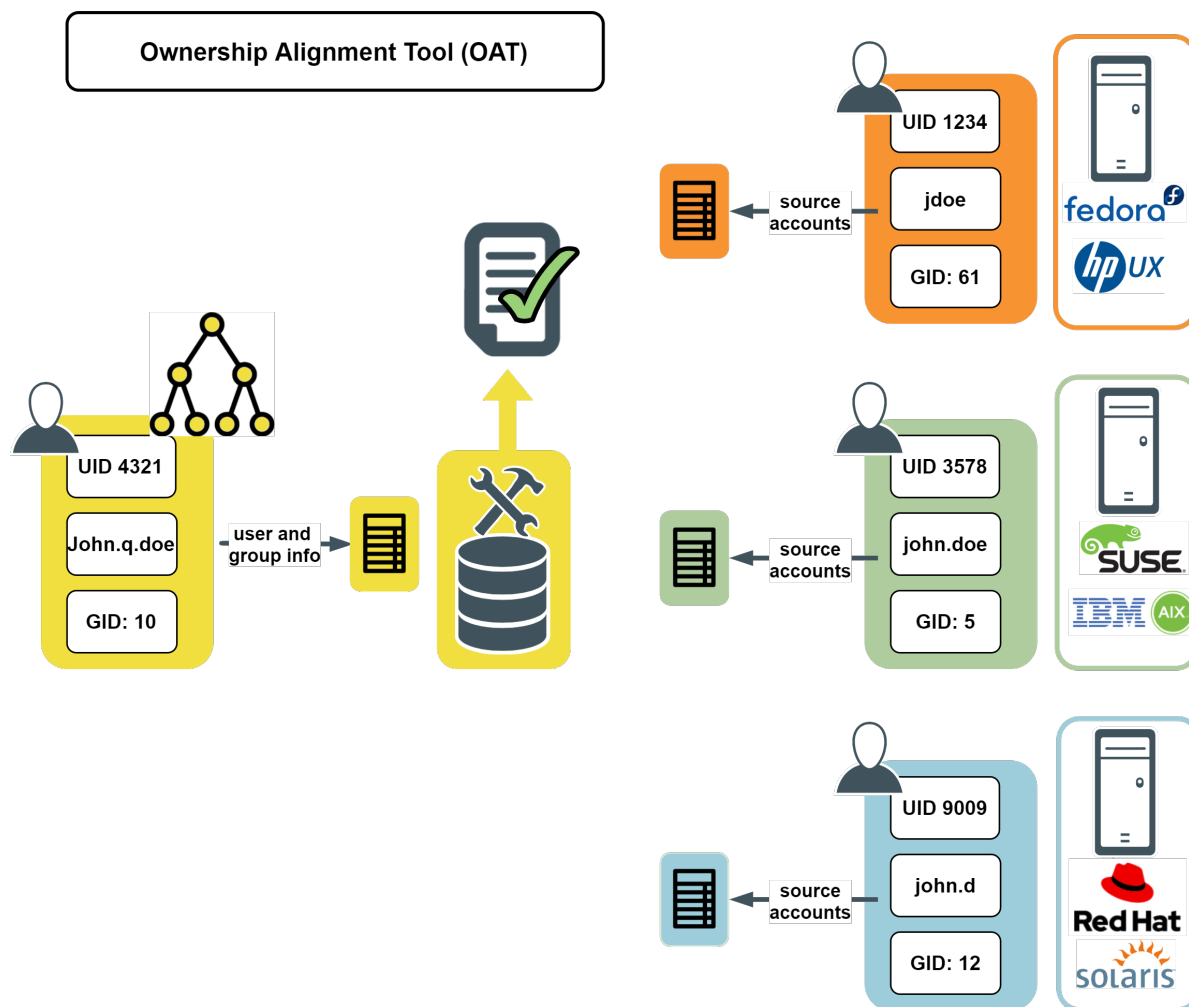 Ownership Alignment Tool (OAT)
UID 1234
jdoe
GID: 61
source
accounts
fedora
hp UX
UID 4321
John.q.doe
GID: 10
user and
group info
UID 3578
john.doe
GID: 5
source
accounts
SUSE
IBM AIX
UID 9009
john.d
GID: 12
source
accounts
Red Hat
solaris